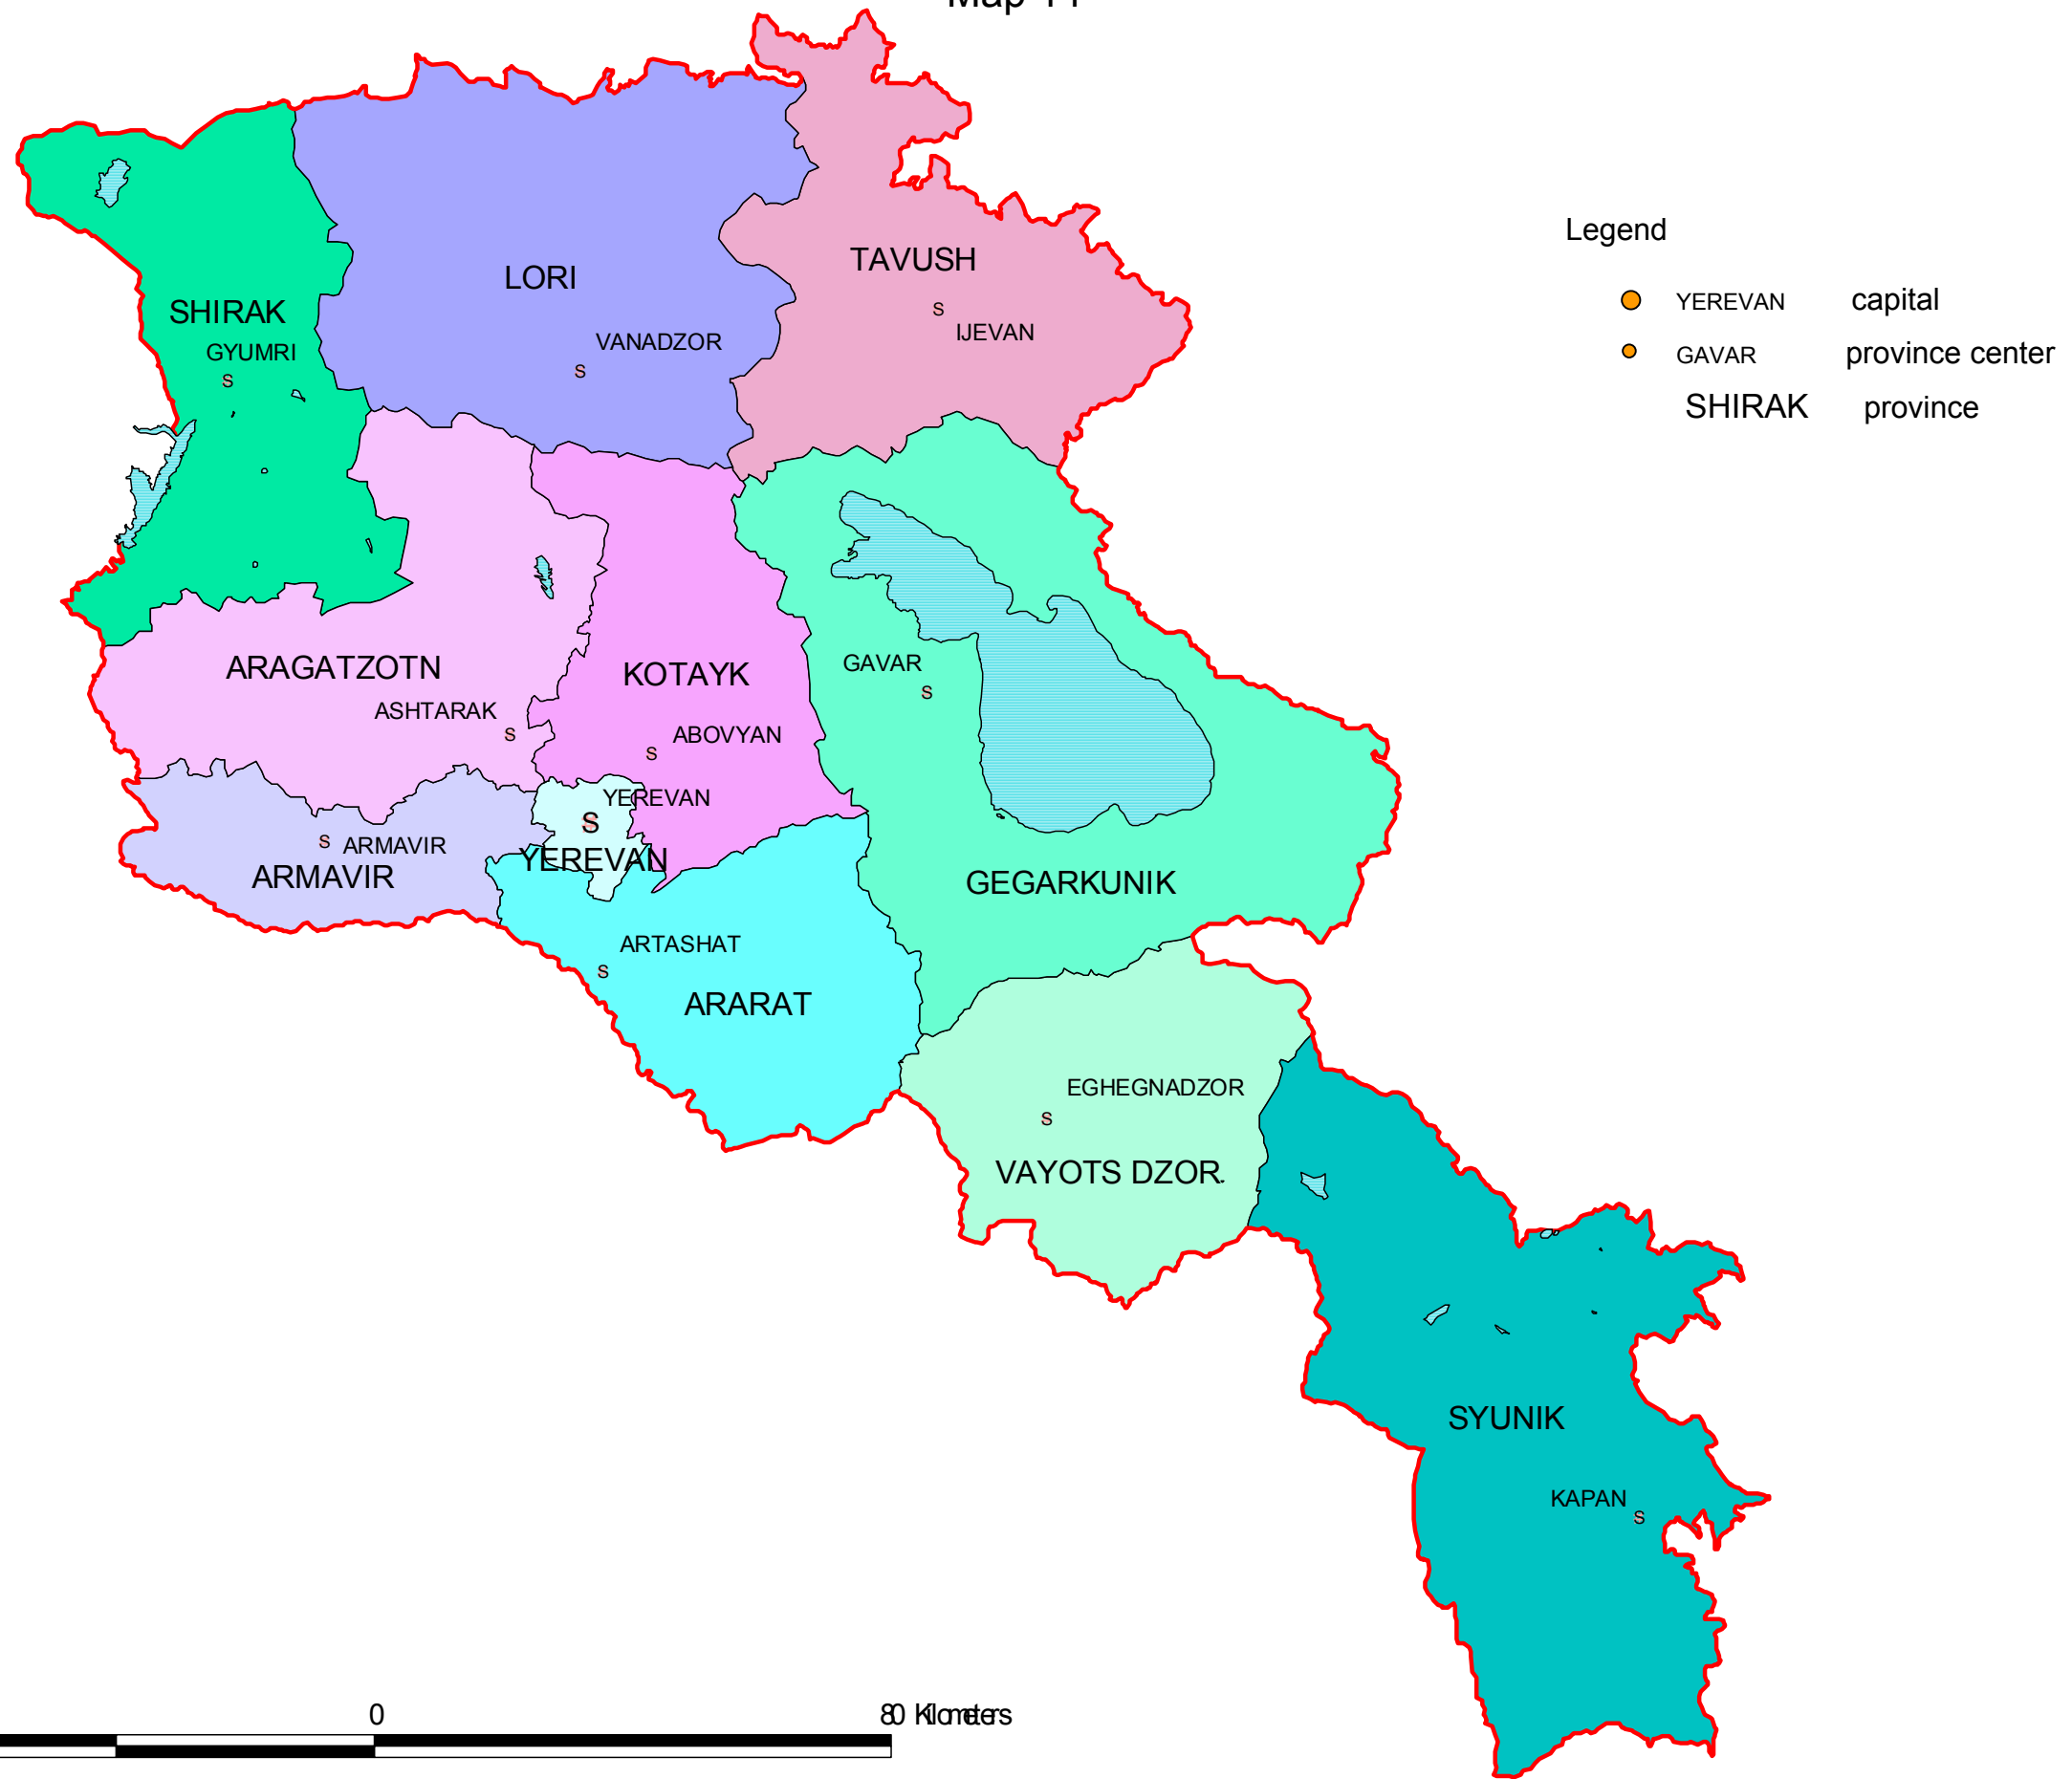 Legend
YEREVAN capital
GAVAR province center
SHIRAK province
TAVUSH
S
IJEVAN
LORI
VANADZOR
S
SHIRAK
GYUMRI
S
ARAGATZOTN
ASHTARAK
S
KOTAYK
ABOVYAN
S
GAVAR
S
GEGARKUNIK
YEREVAN
S
YEREVAN
S ARMAVIR
ARMAVIR
ARTASHAT
S
ARARAT
EGHEGNADZOR
S
VAYOTS DZOR
SYUNIK
KAPAN
S
0 80 Kilometers